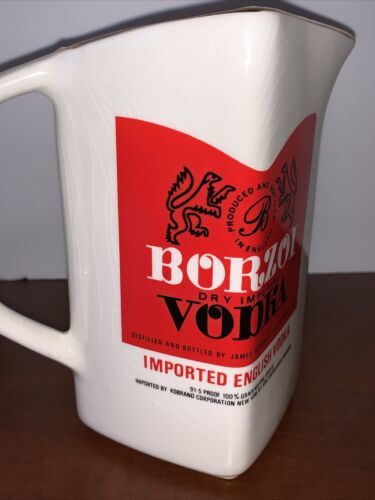 PRODUCED AND
B
IN ENGLAND
BORZOI
DRY IMP
VODKA
DISTILLED AND BOTTLED BY JAMES
IMPORTED ENGLISH VODKA
91·5 PROOF 100% GRAIN
IMPORTED BY KOBRAND CORPORATION NEW YORK